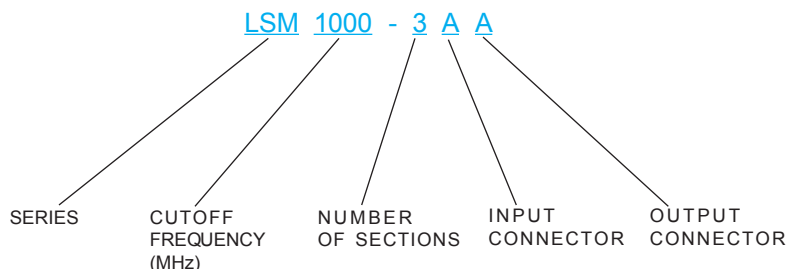 LSM 1000 - 3 A A
SERIES
CUTOFF
FREQUENCY
(MHz)
NUMBER
OF SECTIONS
INPUT
CONNECTOR
OUTPUT
CONNECTOR